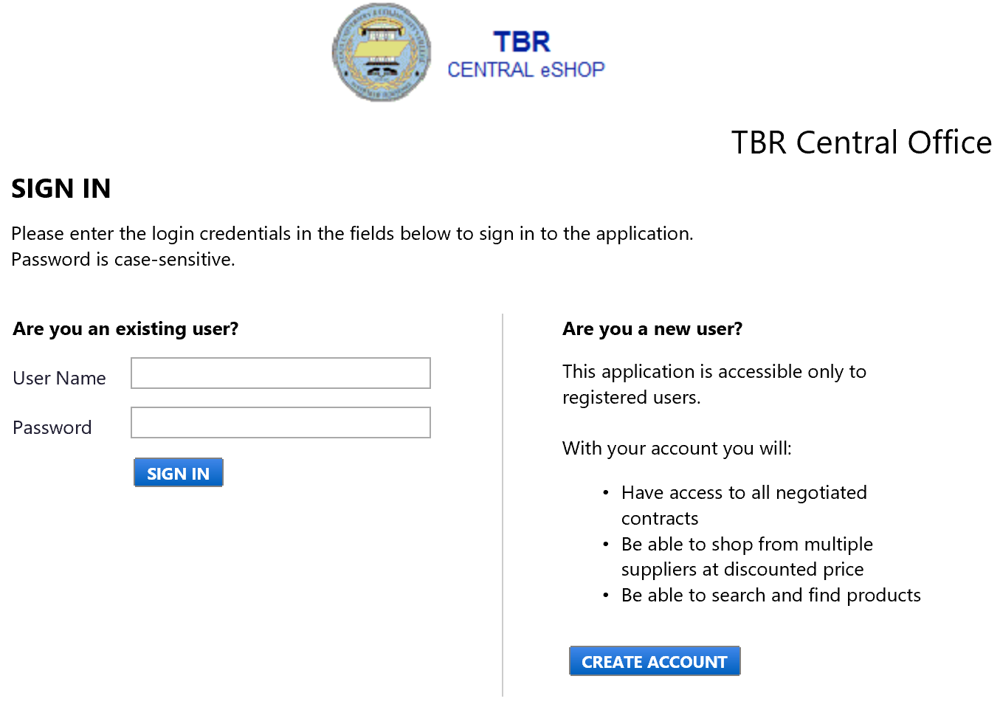 TBR
CENTRAL eSHOP
TBR Central Office
SIGN IN
Please enter the login credentials in the fields below to sign in to the application.
Password is case-sensitive.
Are you an existing user?
User Name
Password
SIGN IN
Are you a new user?
This application is accessible only to
registered users.
With your account you will:
• Have access to all negotiated
contracts
• Be able to shop from multiple
suppliers at discounted price
• Be able to search and find products
CREATE ACCOUNT